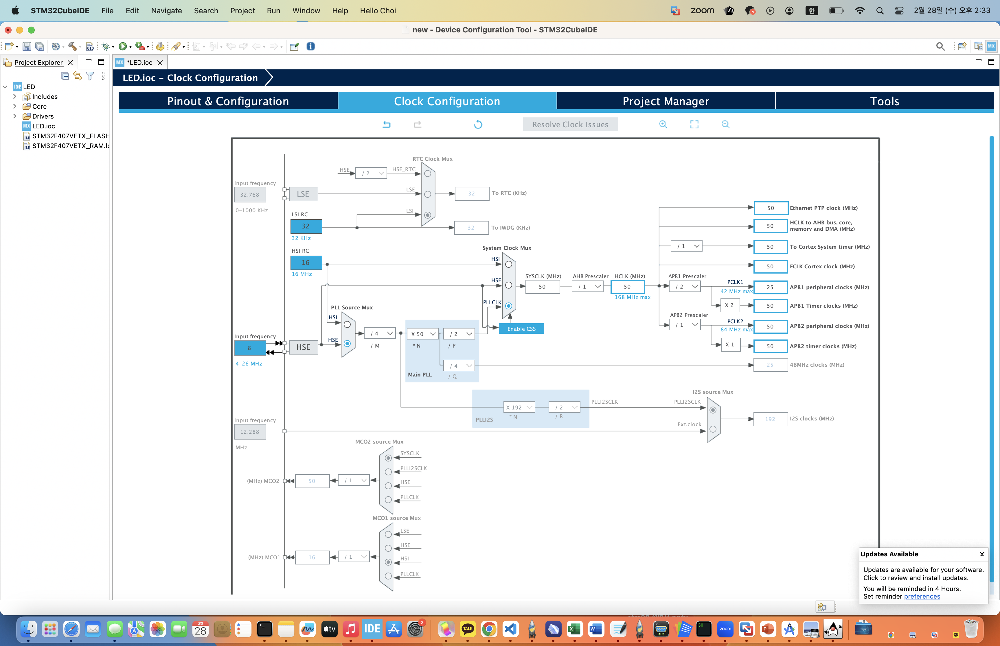 STM32CubeIDE File Edit Navigate Search Project Run Window Help Hello Choi zoom 한 2월 28일 (수) 오후 2:33
new - Device Configuration Tool - STM32CubeIDE
Project Explorer
*LED.ioc
LED.ioc – Clock Configuration
IDE LED
Includes
Core
Drivers
MX LED.ioc
STM32F407VETX_FLASH
STM32F407VETX_RAM.lc
Pinout & Configuration Clock Configuration Project Manager Tools
Resolve Clock Issues
RTC Clock Mux
HSE / 2 HSE_RTC
Input frequency
32.768 LSE LSE 32 To RTC (KHz)
0-1000 KHz
LSI RC LSI
32 32 To IWDG (KHz)
32 KHz
HSI RC
16
16 MHz
System Clock Mux
HSI
HSE
PLLCLK
Enable CSS
SYSCLK (MHz) AHB Prescaler HCLK (MHz)
50 / 1 50
168 MHz max
50 Ethernet PTP clock (MHz)
50 HCLK to AHB bus, core,
memory and DMA (MHz)
/ 1 50 To Cortex System timer (MHz)
50 FCLK Cortex clock (MHz)
APB1 Prescaler PCLK1
/ 2 42 MHz max 25 APB1 peripheral clocks (MHz)
X 2 50 APB1 Timer clocks (MHz)
APB2 Prescaler PCLK2
/ 1 84 MHz max 50 APB2 peripheral clocks (MHz)
X 1 50 APB2 timer clocks (MHz)
25 48MHz clocks (MHz)
PLL Source Mux
HSI
HSE
Input frequency
8 HSE
4-26 MHz
/ 4 X 50 / 2
/ M * N / P
/ 4
Main PLL / Q
X 192 / 2 PLLI2SCLK
PLLI2S * N / R
I2S source Mux
PLLI2SCLK
Ext.clock
192 I2S clocks (MHz)
Input frequency
12.288
MHz
MCO2 source Mux
SYSCLK
PLLI2SCLK
HSE
PLLCLK
(MHz) MCO2 50 / 1
MCO1 source Mux
LSE
HSE
HSI
PLLCLK
(MHz) MCO1 16 / 1
Updates Available
Updates are available for your software.
Click to review and install updates.
You will be reminded in 4 Hours.
Set reminder preferences
2월
28
tv
IDE
3
TALK
zoom